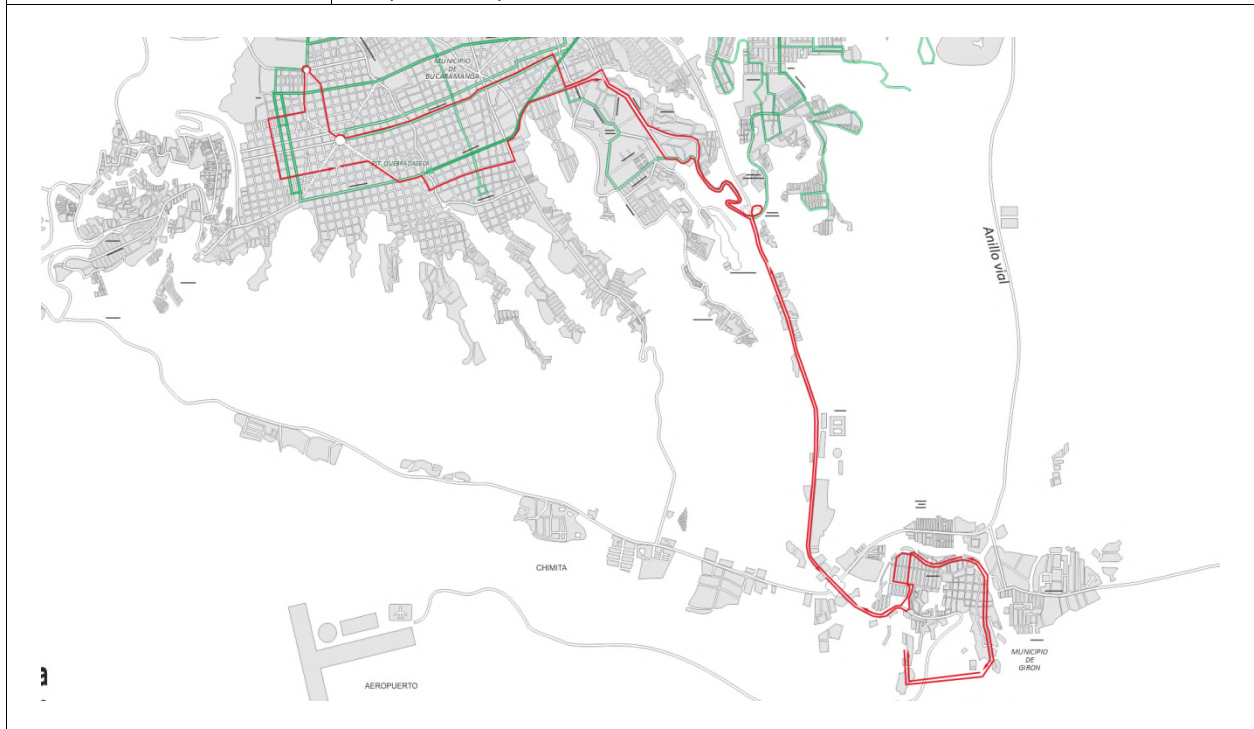 MUNICIPIO
DE
BUCARAMANGA
EST. QUEBRADASECA
Anillo vial
CHIMITA
MUNICIPIO
DE
GIRON
AEROPUERTO
a